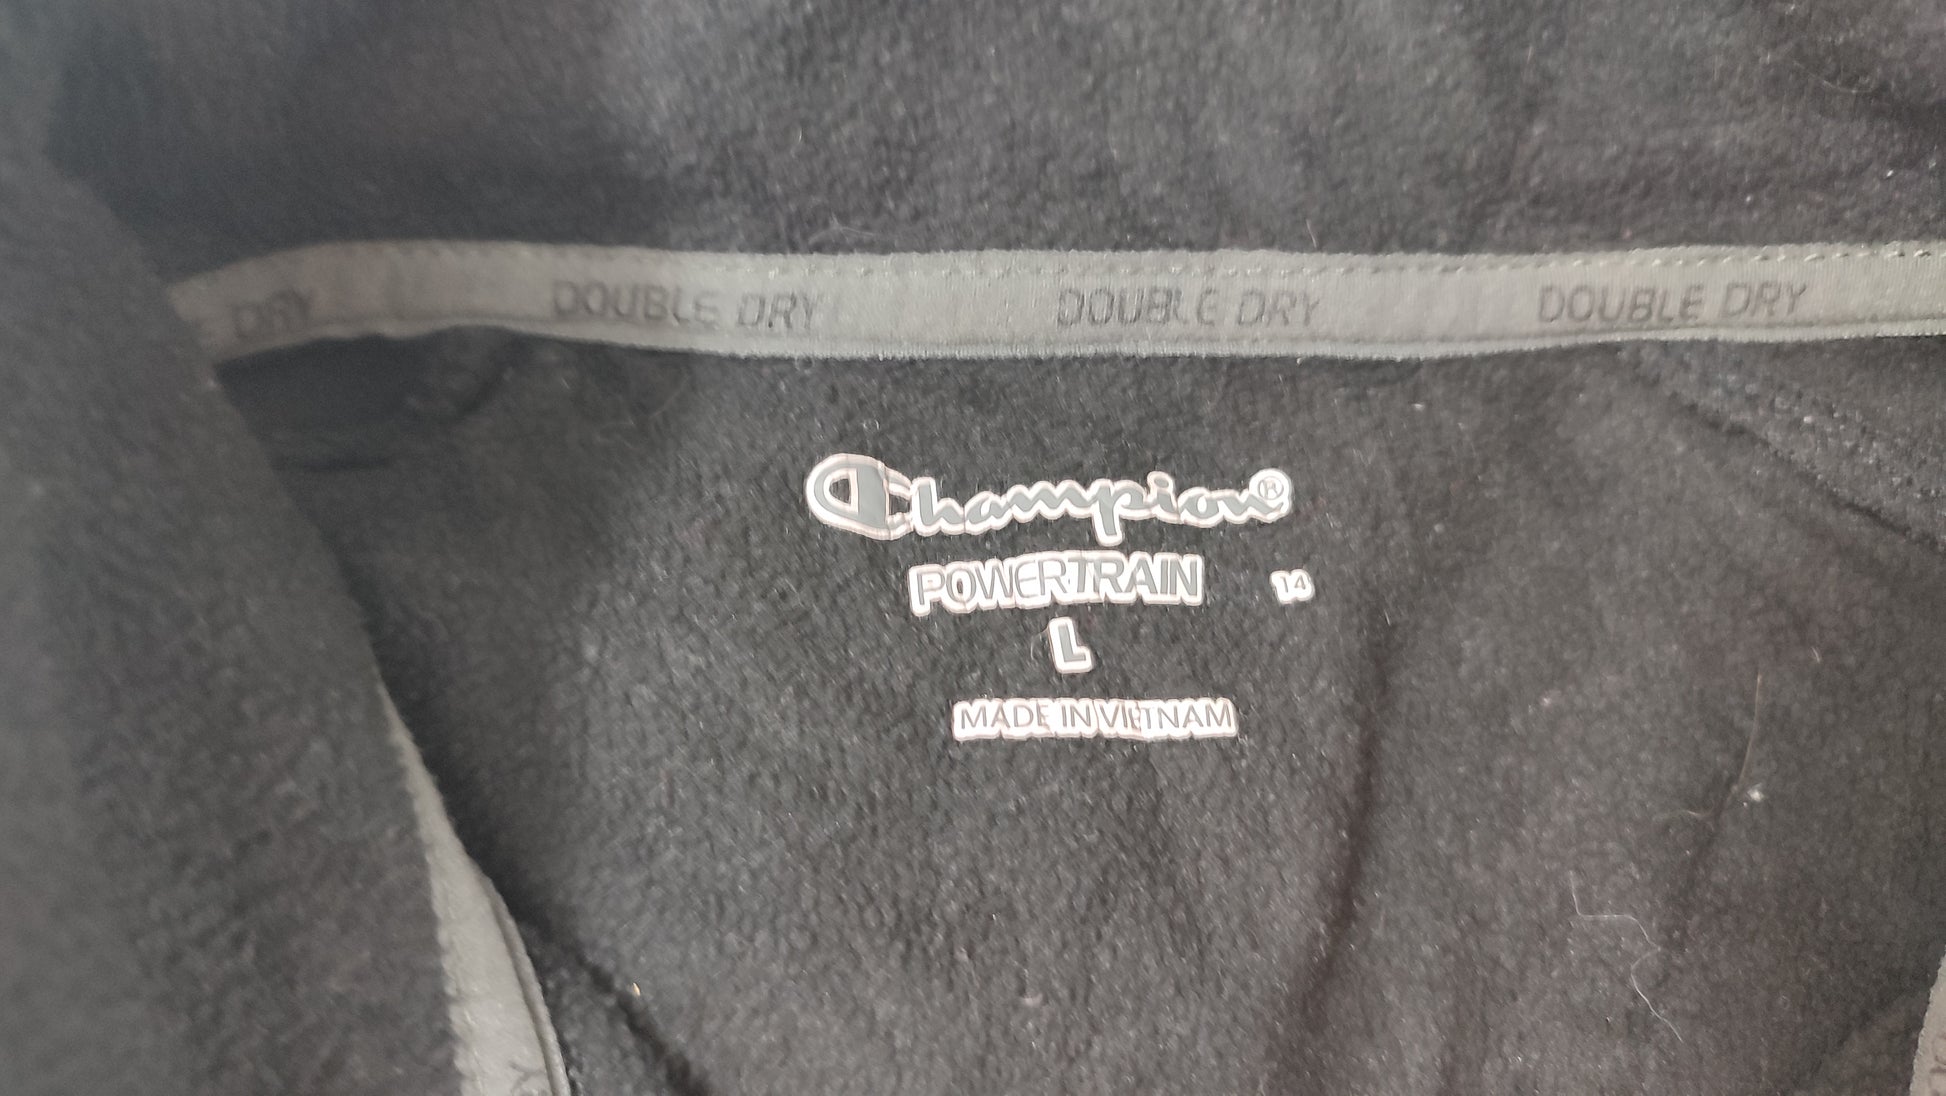 DRY DOUBLE DRY DOUBLE DRY DOUBLE DRY
Champion®
POWERTRAIN 14
L
MADE IN VIETNAM